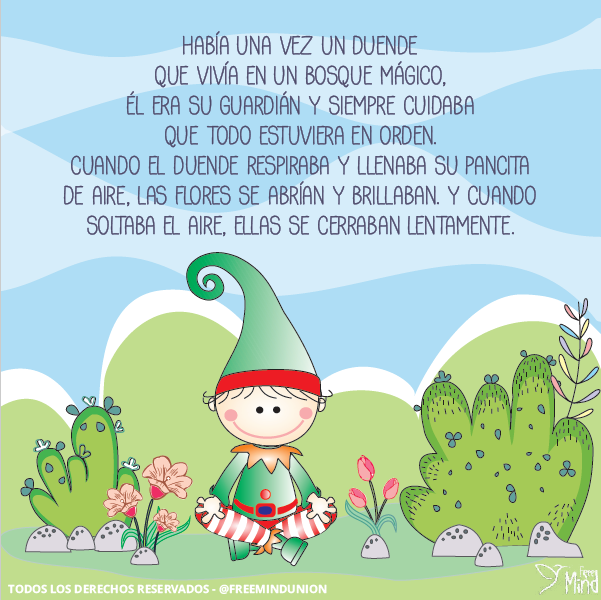 HABÍA UNA VEZ UN DUENDE
QUE VIVÍA EN UN BOSQUE MÁGICO,
ÉL ERA SU GUARDIÁN Y SIEMPRE CUIDABA
QUE TODO ESTUVIERA EN ORDEN.
CUANDO EL DUENDE RESPIRABA Y LLENABA SU PANCITA
DE AIRE, LAS FLORES SE ABRÍAN Y BRILLABAN. Y CUANDO
SOLTABA EL AIRE, ELLAS SE CERRABAN LENTAMENTE.
TODOS LOS DERECHOS RESERVADOS - @FREEMINDUNION
Free
Mind